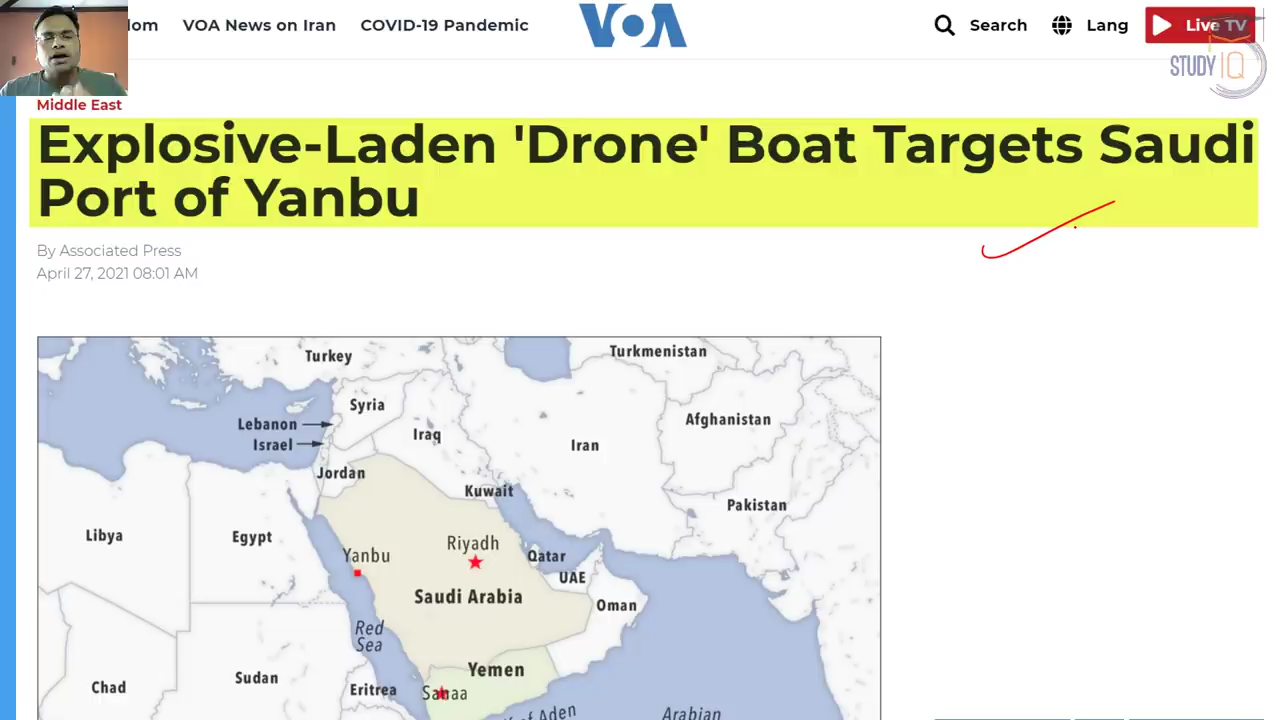 VOA News on Iran
COVID-19 Pandemic
VOA
Search
Lang
Live TV
STUDY IQ
Middle East
Explosive-Laden 'Drone' Boat Targets Saudi
Port of Yanbu
By Associated Press
April 27, 2021 08:01 AM
Turkey
Turkmenistan
Syria
Lebanon
Afghanistan
Iraq
Israel
Iran
Jordan
Kuwait
Pakistan
Libya
Egypt
Yanbu
Riyadh
Qatar
UAE
Saudi Arabia
Oman
Red
Sea
Yemen
Sudan
Chad
Eritrea
Sanaa
of Aden
Arabian